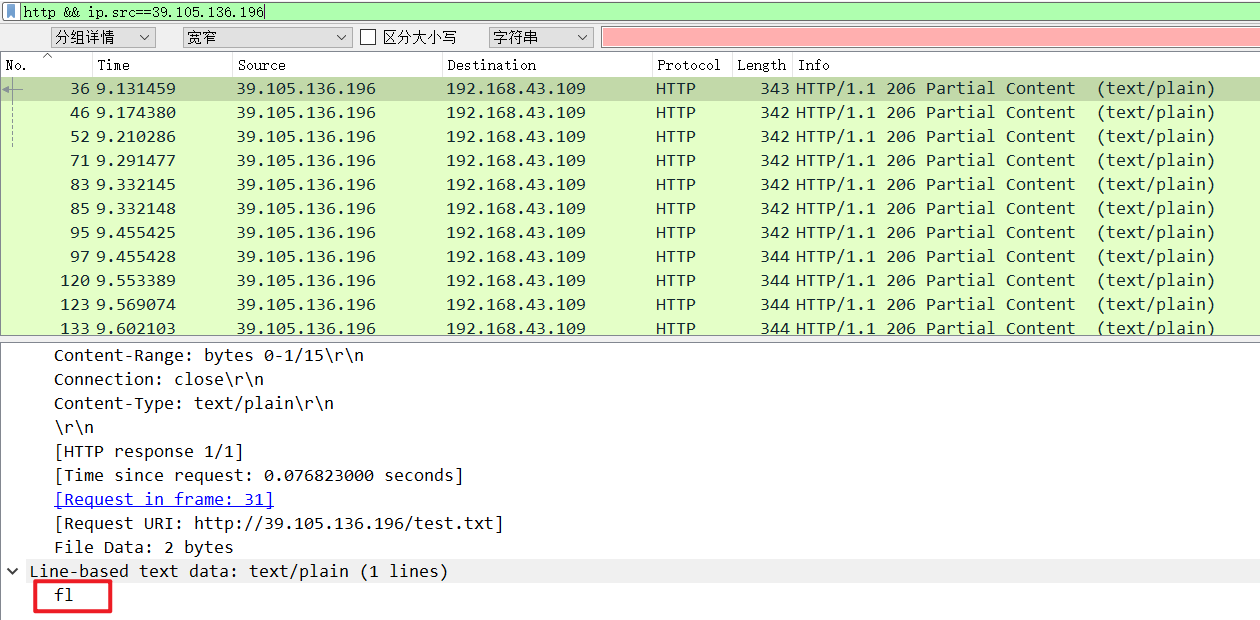 http && ip.src==39.105.136.196
分组详情 宽窄 区分大小写 字符串
No. Time Source Destination Protocol Length Info
36 9.131459 39.105.136.196 192.168.43.109 HTTP 343 HTTP/1.1 206 Partial Content (text/plain)
46 9.174380 39.105.136.196 192.168.43.109 HTTP 342 HTTP/1.1 206 Partial Content (text/plain)
52 9.210286 39.105.136.196 192.168.43.109 HTTP 342 HTTP/1.1 206 Partial Content (text/plain)
71 9.291477 39.105.136.196 192.168.43.109 HTTP 342 HTTP/1.1 206 Partial Content (text/plain)
83 9.332145 39.105.136.196 192.168.43.109 HTTP 342 HTTP/1.1 206 Partial Content (text/plain)
85 9.332148 39.105.136.196 192.168.43.109 HTTP 342 HTTP/1.1 206 Partial Content (text/plain)
95 9.455425 39.105.136.196 192.168.43.109 HTTP 342 HTTP/1.1 206 Partial Content (text/plain)
97 9.455428 39.105.136.196 192.168.43.109 HTTP 344 HTTP/1.1 206 Partial Content (text/plain)
120 9.553389 39.105.136.196 192.168.43.109 HTTP 344 HTTP/1.1 206 Partial Content (text/plain)
123 9.569074 39.105.136.196 192.168.43.109 HTTP 344 HTTP/1.1 206 Partial Content (text/plain)
133 9.602103 39.105.136.196 192.168.43.109 HTTP 344 HTTP/1.1 206 Partial Content (text/plain)
Content-Range: bytes 0-1/15\r\n
Connection: close\r\n
Content-Type: text/plain\r\n
\r\n
[HTTP response 1/1]
[Time since request: 0.076823000 seconds]
[Request in frame: 31]
[Request URI: http://39.105.136.196/test.txt]
File Data: 2 bytes
Line-based text data: text/plain (1 lines)
fl